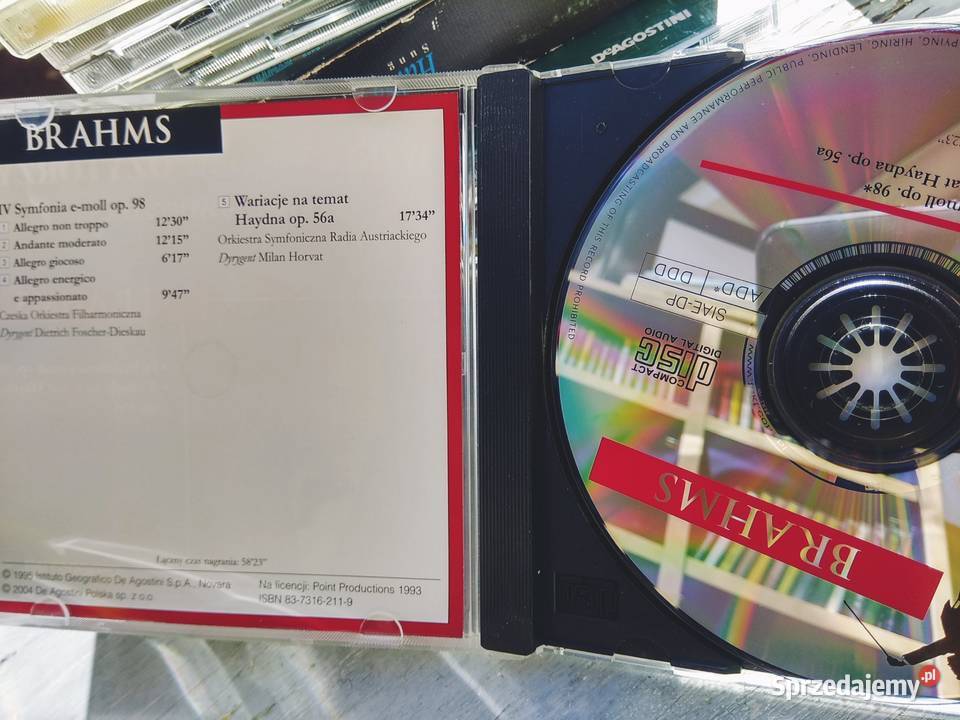 DeAGOSTINI
BRAHMS
IV Symfonia e-moll op. 98
1 Allegro non troppo 12'30"
2 Andante moderato 12'15"
3 Allegro giocoso 6'17"
4 Allegro energico
e appassionato 9'47"
Czeska Orkiestra Filharmoniczna
Dyrygent Dietrich Foscher-Dieskau
5 Wariacje na temat
Haydna op. 56a 17'34"
Orkiestra Symfoniczna Radia Austriackiego
Dyrygent Milan Horvat
Łączny czas nagrania: 58'23"
© 1995 Istituto Geografico De Agostini S.p.A., Novara
© 2004 De Agostini Polska sp. z o.o.
Na licencji: Point Productions 1993
ISBN 83-7316-211-9
PYING, HIRING, LENDING, PUBLIC PERFORMANCE AND BROADCASTING OF THIS RECORD PROHIBITED
23"
at Haydna op. 56a
moll op. 98*
ADD* DDD
SIAE-DP
COMPACT
disc
DIGITAL AUDIO
BRAHMS
Sprzedajemy.pl